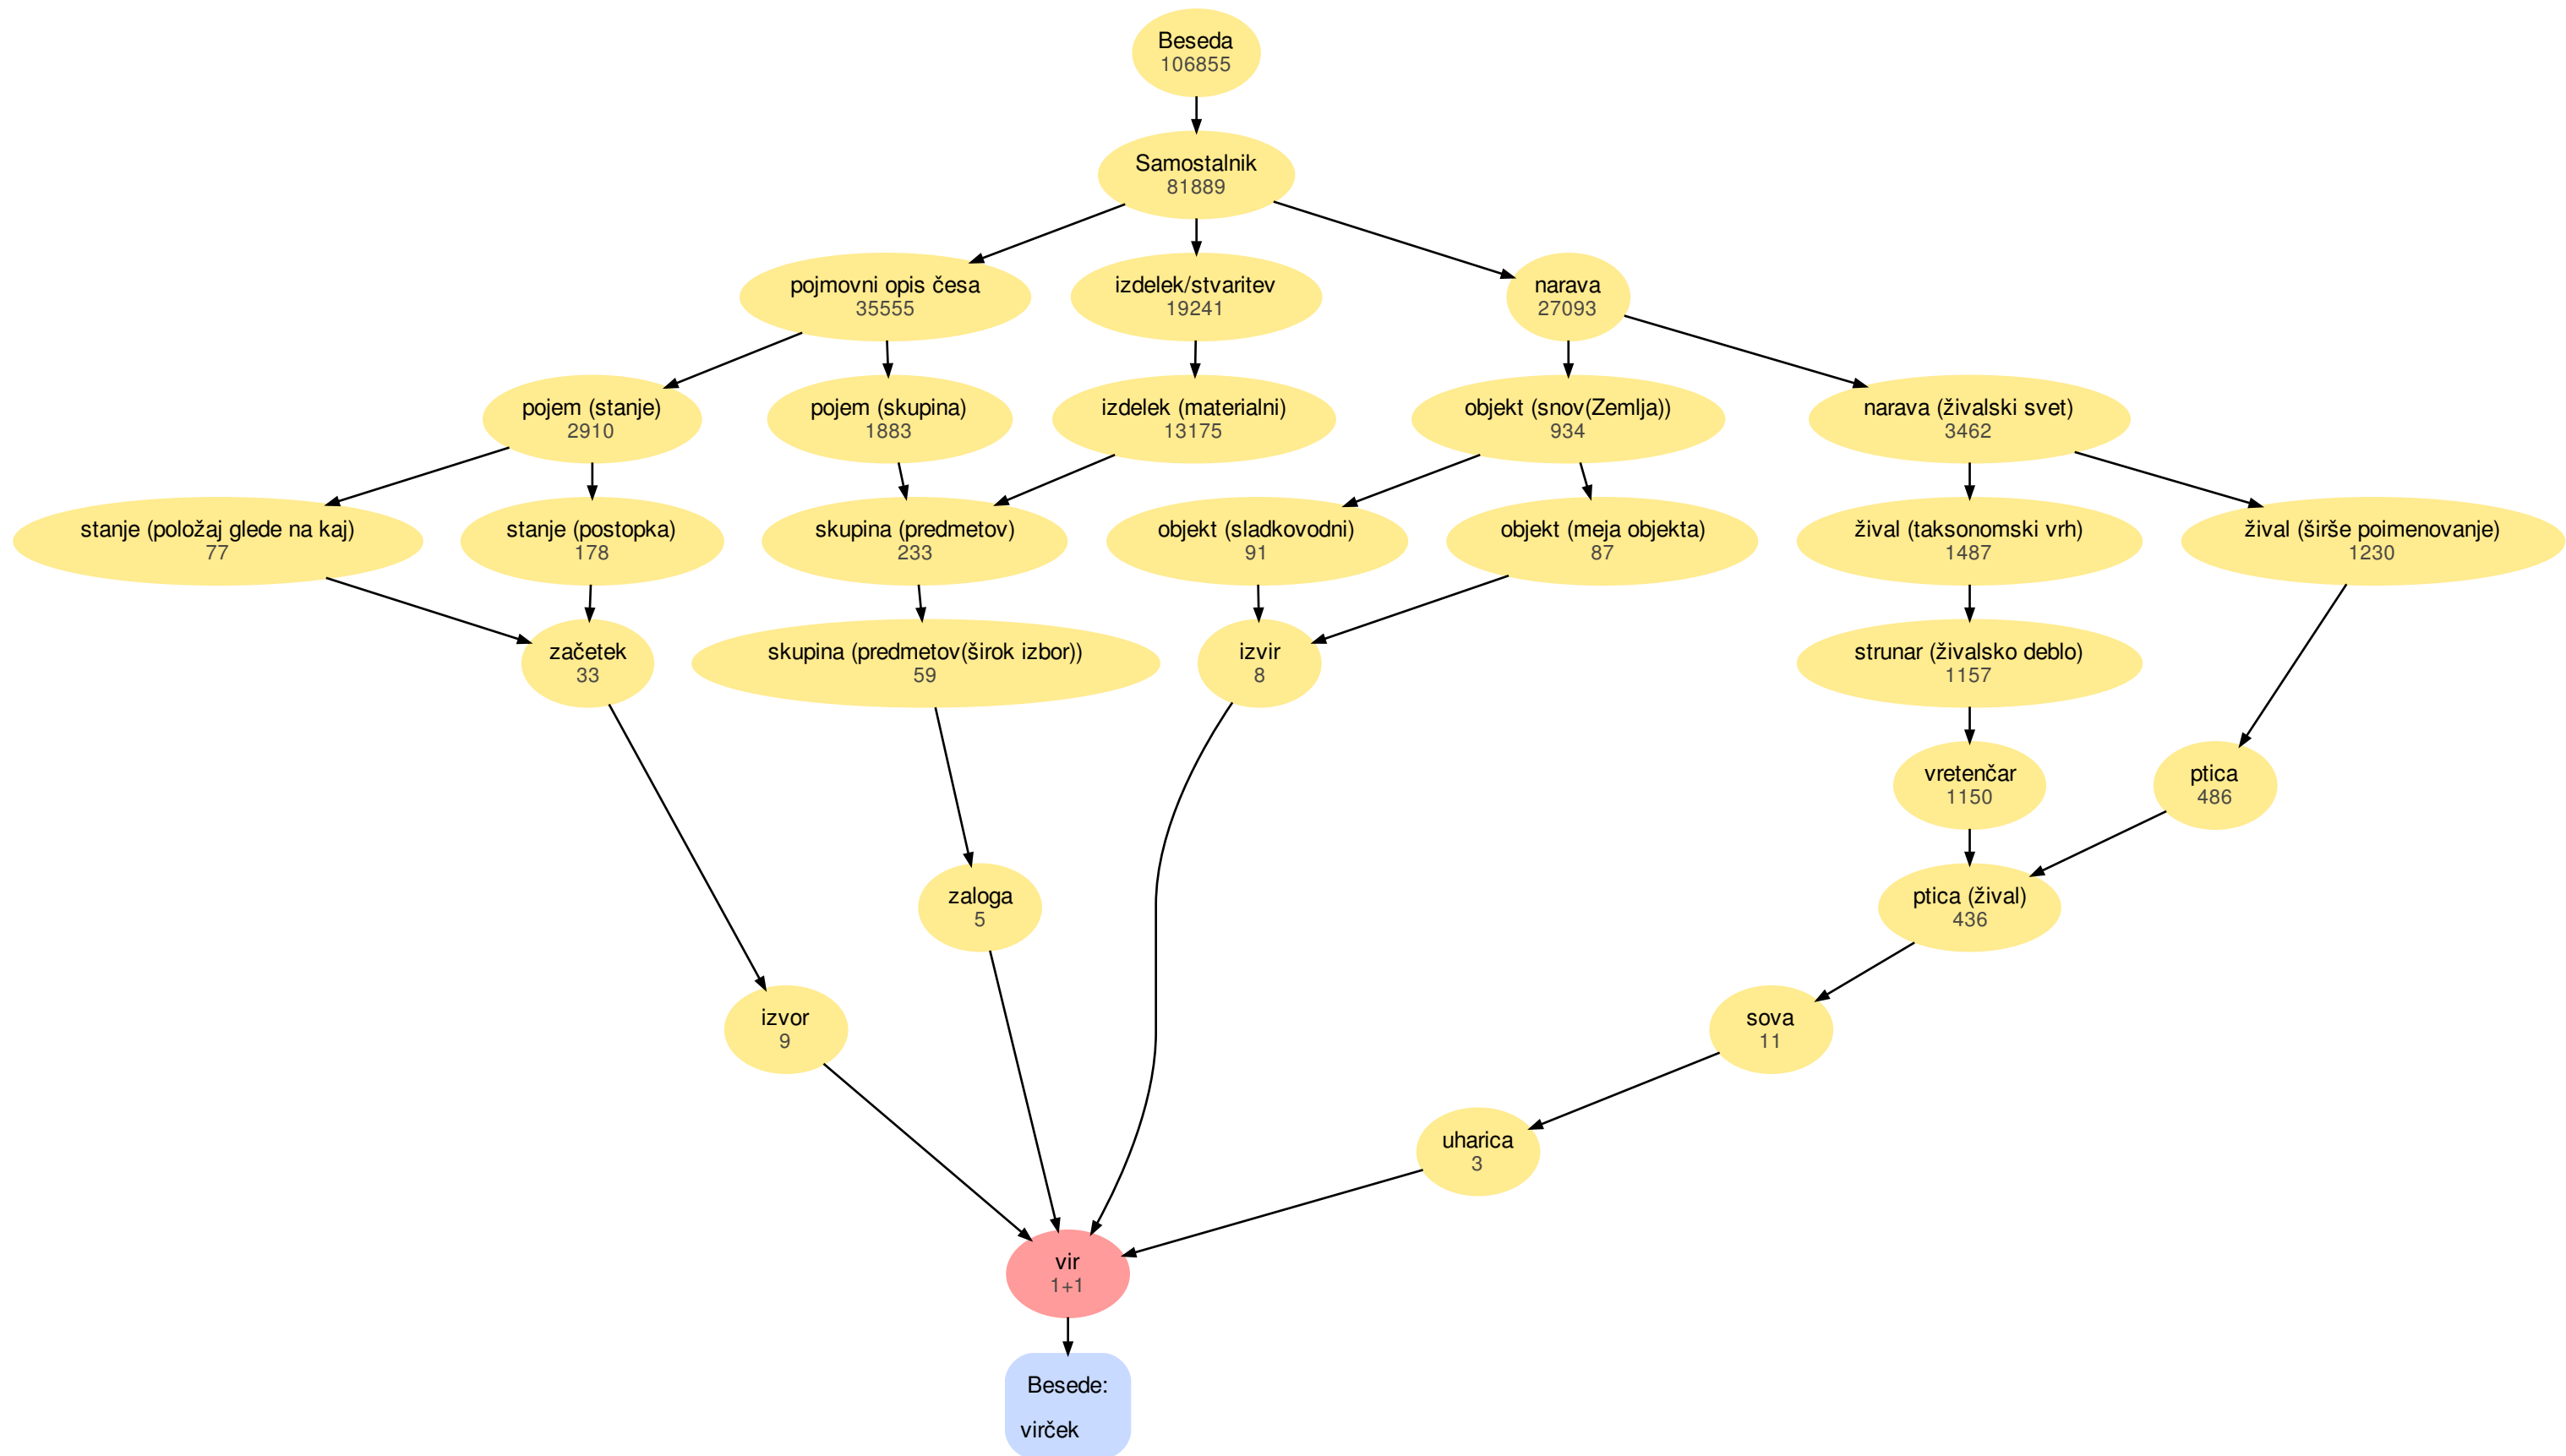 Beseda
106855
Samostalnik
81889
pojmovni opis česa
35555
izdelek/stvaritev
19241
narava
27093
pojem (stanje)
2910
pojem (skupina)
1883
izdelek (materialni)
13175
objekt (snov(Zemlja))
934
narava (živalski svet)
3462
stanje (položaj glede na kaj)
77
stanje (postopka)
178
skupina (predmetov)
233
objekt (sladkovodni)
91
objekt (meja objekta)
87
žival (taksonomski vrh)
1487
žival (širše poimenovanje)
1230
začetek
33
skupina (predmetov(širok izbor))
59
izvir
8
strunar (živalsko deblo)
1157
vretenčar
1150
ptica
486
zaloga
5
ptica (žival)
436
izvor
9
sova
11
uharica
3
vir
1+1
Besede:
virček